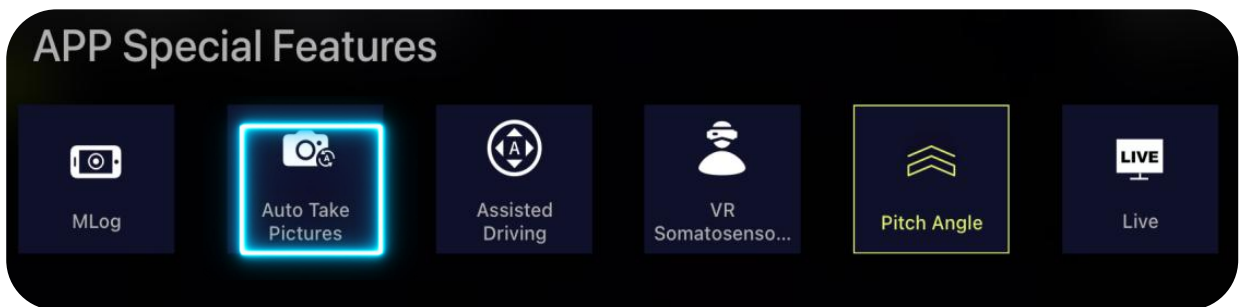 APP Special Features
MLog
Auto Take
Pictures
Assisted
Driving
VR
Somatosenso...
Pitch Angle
LIVE
Live